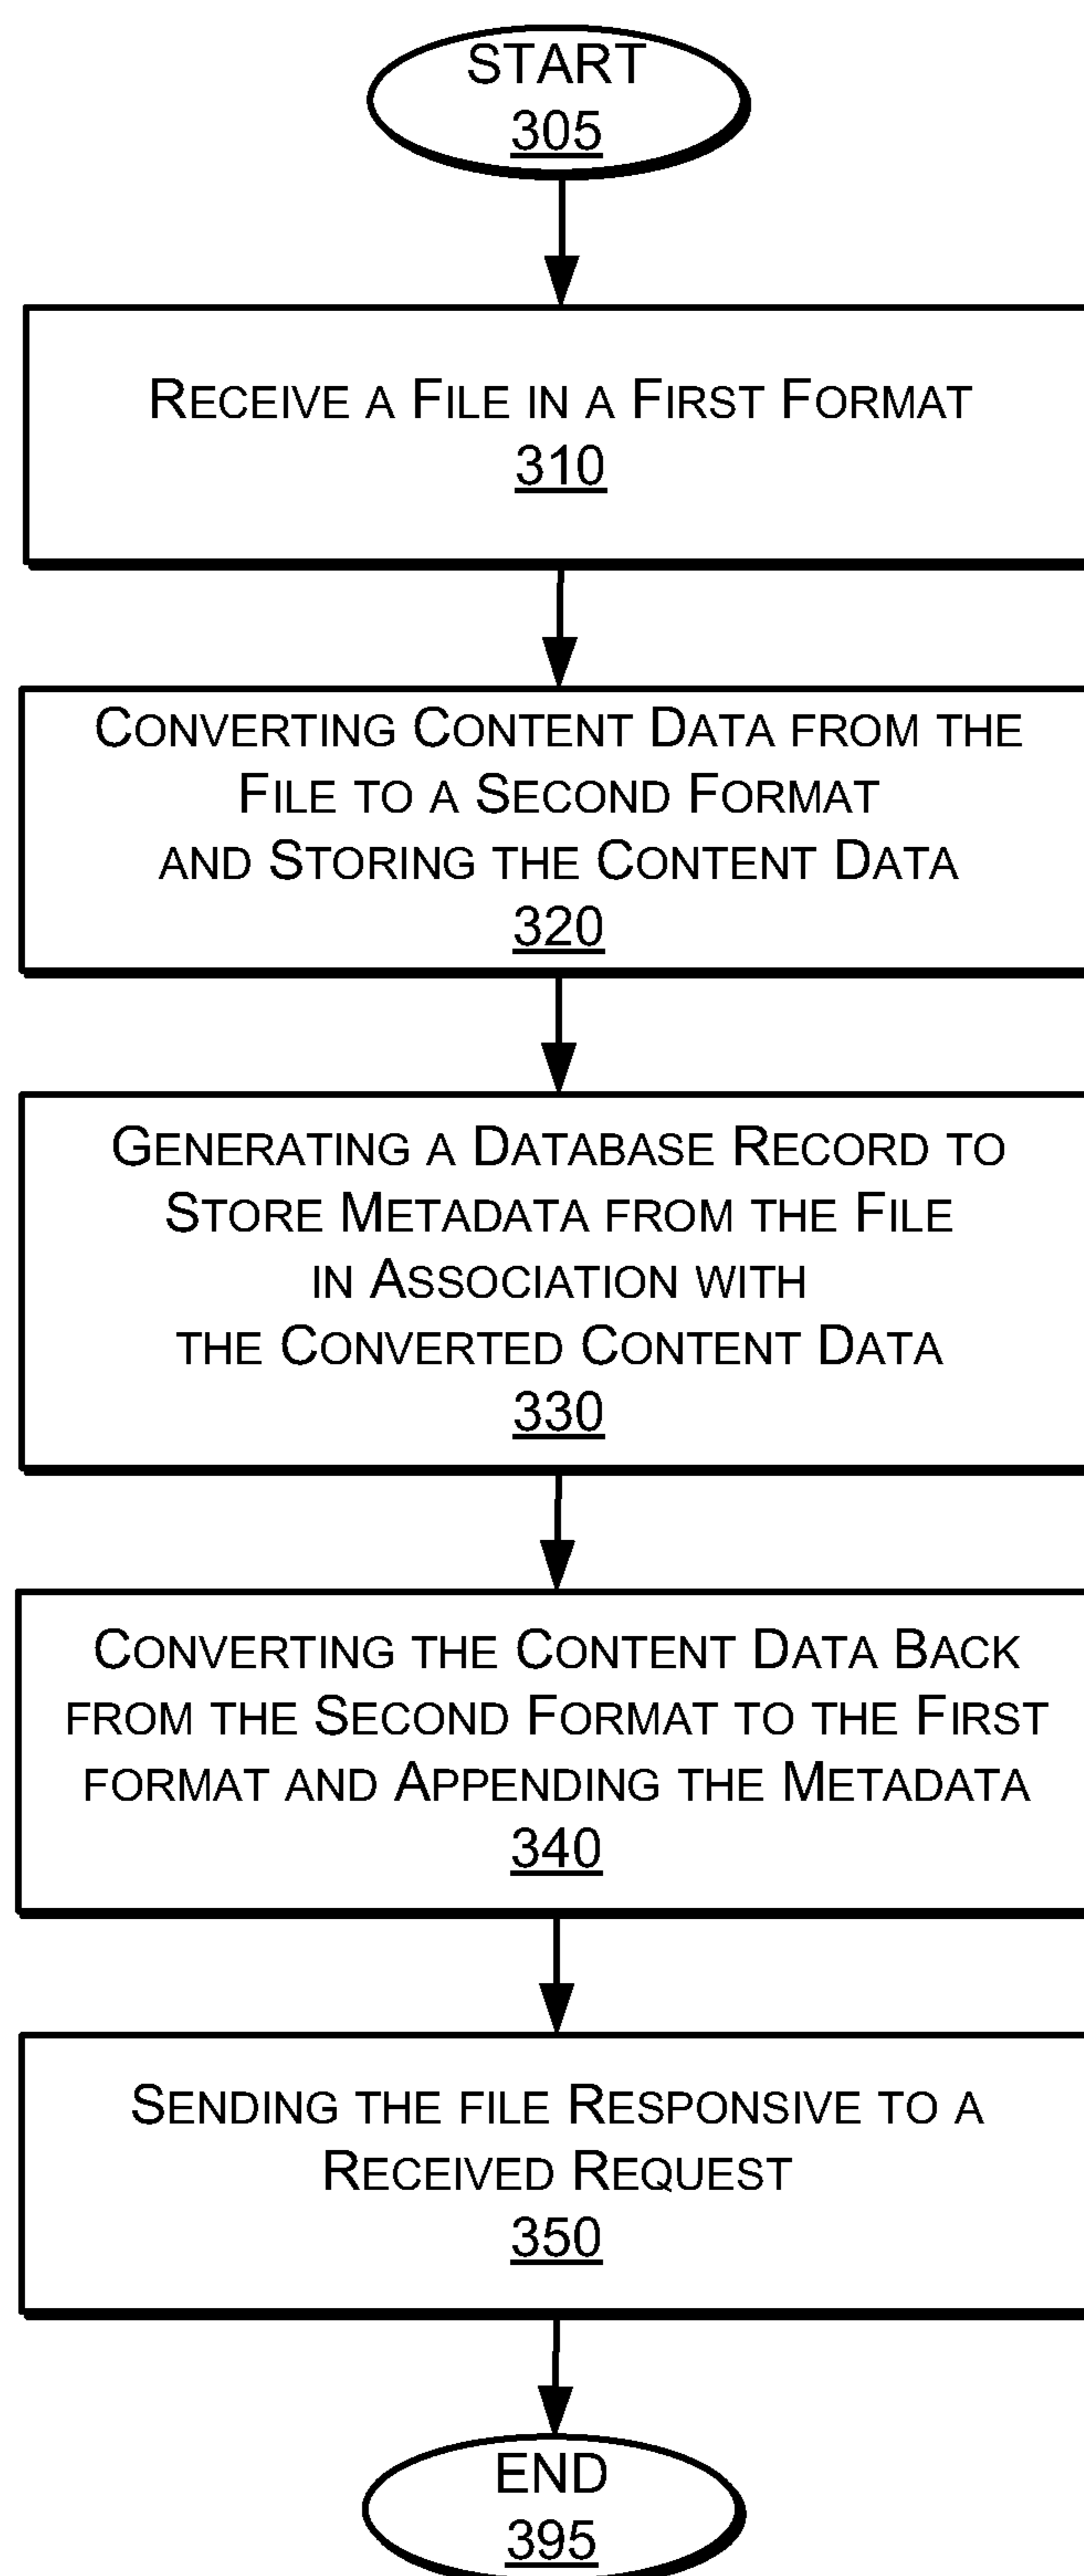 START
305
RECEIVE A FILE IN A FIRST FORMAT
310
CONVERTING CONTENT DATA FROM THE
FILE TO A SECOND FORMAT
AND STORING THE CONTENT DATA
320
GENERATING A DATABASE RECORD TO
STORE METADATA FROM THE FILE
IN ASSOCIATION WITH
THE CONVERTED CONTENT DATA
330
CONVERTING THE CONTENT DATA BACK
FROM THE SECOND FORMAT TO THE FIRST
FORMAT AND APPENDING THE METADATA
340
SENDING THE FILE RESPONSIVE TO A
RECEIVED REQUEST
350
END
395